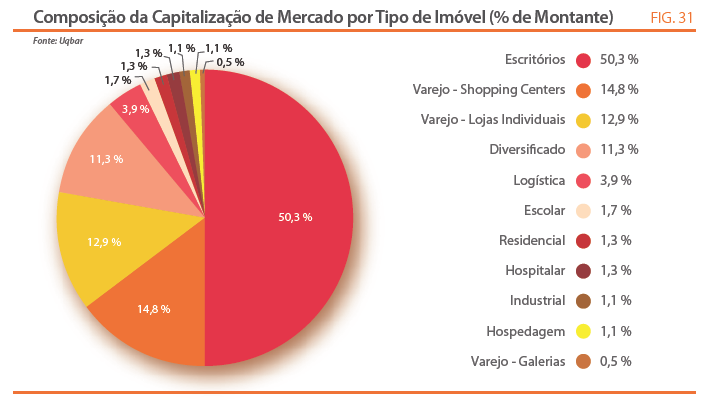 Composição da Capitalização de Mercado por Tipo de Imóvel (% de Montante) FIG. 31
Fonte: Uqbar
1,3 % 1,1 % 1,1 %
1,3 % 0,5 %
1,7 %
3,9 %
11,3 %
12,9 %
14,8 %
50,3 %
Escritórios 50,3 %
Varejo - Shopping Centers 14,8 %
Varejo - Lojas Individuais 12,9 %
Diversificado 11,3 %
Logística 3,9 %
Escolar 1,7 %
Residencial 1,3 %
Hospitalar 1,3 %
Industrial 1,1 %
Hospedagem 1,1 %
Varejo - Galerias 0,5 %